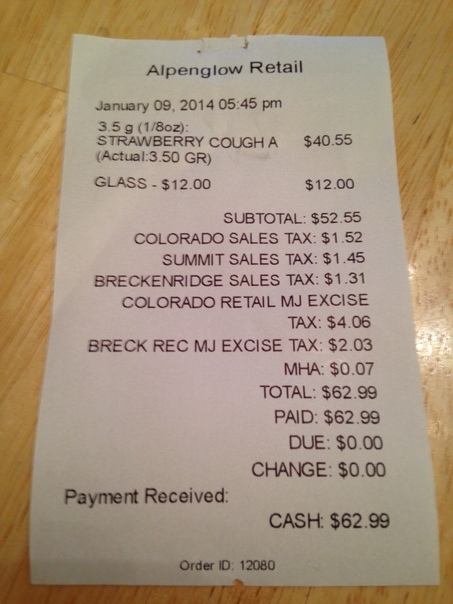 Alpenglow Retail
January 09, 2014 05:45 pm
3.5 g (1/8oz):
STRAWBERRY COUGH A $40.55
(Actual:3.50 GR)
GLASS - $12.00 $12.00
SUBTOTAL: $52.55
COLORADO SALES TAX: $1.52
SUMMIT SALES TAX: $1.45
BRECKENRIDGE SALES TAX: $1.31
COLORADO RETAIL MJ EXCISE
TAX: $4.06
BRECK REC MJ EXCISE TAX: $2.03
MHA: $0.07
TOTAL: $62.99
PAID: $62.99
DUE: $0.00
CHANGE: $0.00
Payment Received:
CASH: $62.99
Order ID: 12080